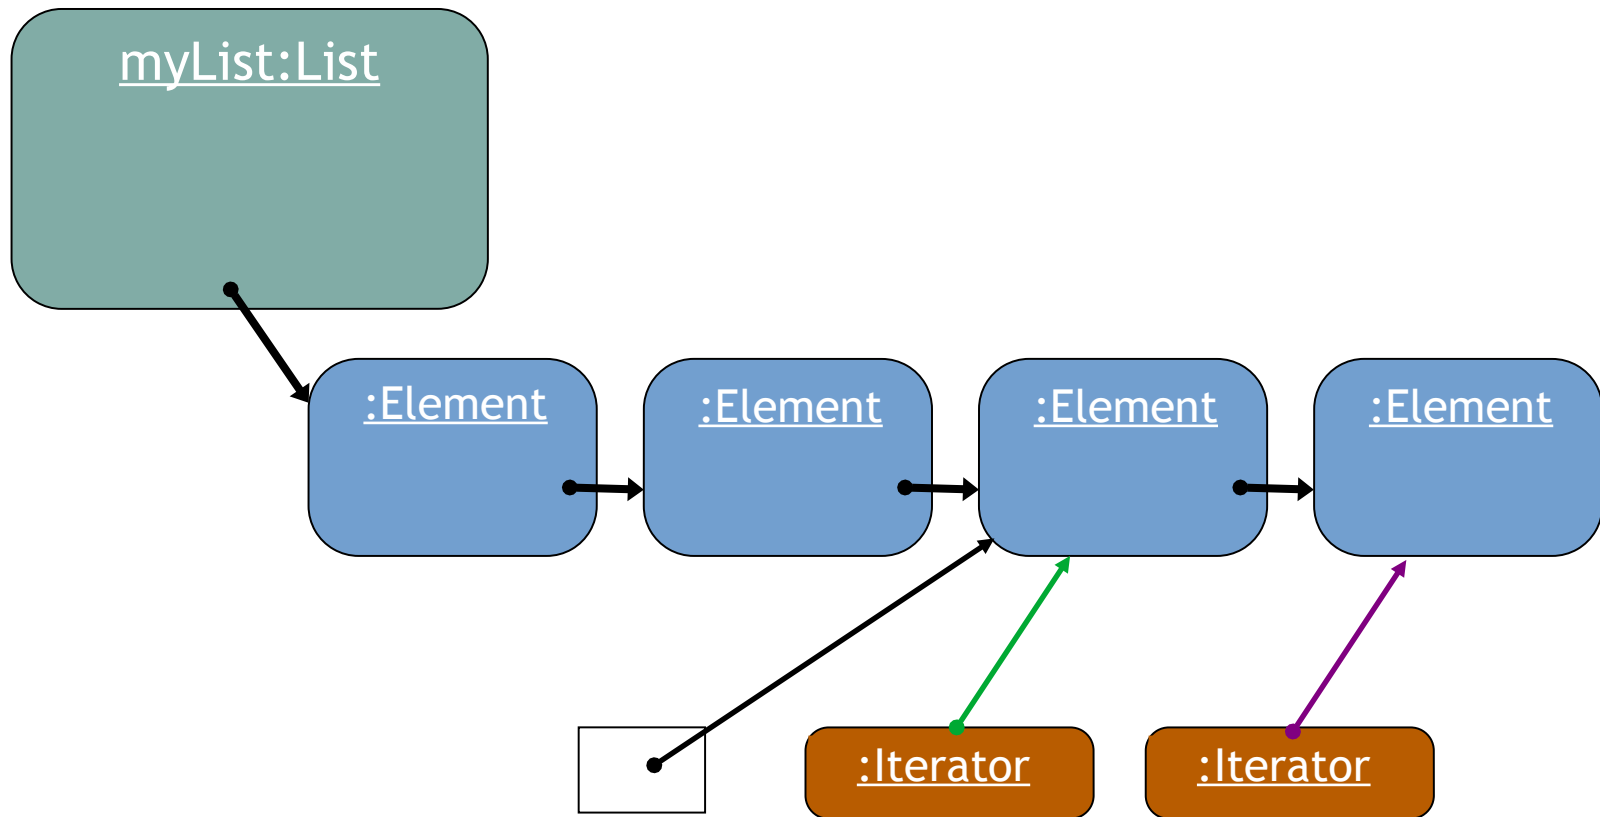 myList:List
:Element
:Element
:Element
:Element
:Iterator
:Iterator